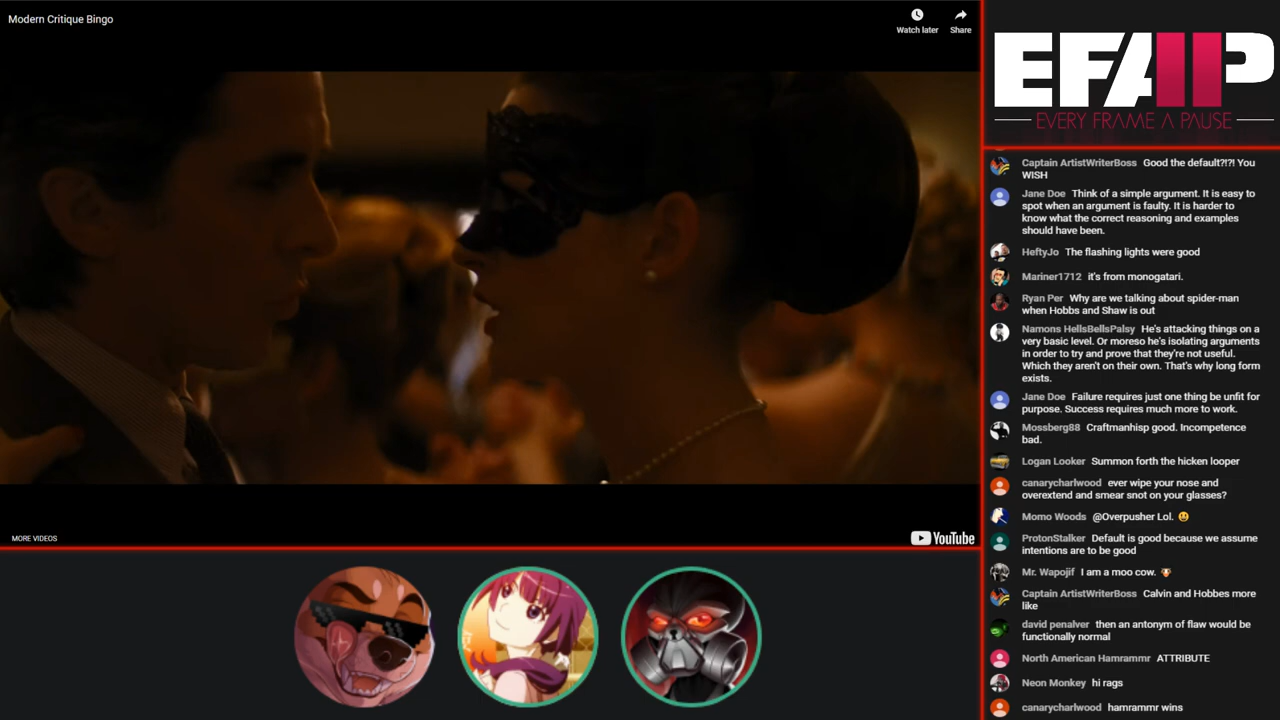 Modern Critique Bingo
Watch later
Share
MORE VIDEOS
YouTube
EFAP
EVERY FRAME A PAUSE
Captain ArtistWriterBoss Good the default?!?! You
WISH
Jane Doe Think of a simple argument. It is easy to
spot when an argument is faulty. It is harder to
know what the correct reasoning and examples
should have been.
HeftyJo The flashing lights were good
Mariner1712 it's from monogatari.
Ryan Per Why are we talking about spider-man
when Hobbs and Shaw is out
Namons HellsBellsPalsy He's attacking things on a
very basic level. Or moreso he's isolating arguments
in order to try and prove that they're not useful.
Which they aren't on their own. That's why long form
exists.
Jane Doe Failure requires just one thing be unfit for
purpose. Success requires much more to work.
Mossberg88 Craftmanhisp good. Incompetence
bad.
Logan Looker Summon forth the hicken looper
canarycharlwood ever wipe your nose and
overextend and smear snot on your glasses?
Momo Woods @Overpusher Lol.
ProtonStalker Default is good because we assume
intentions are to be good
Mr. Wapojif I am a moo cow.
Captain ArtistWriterBoss Calvin and Hobbes more
like
david penalver then an antonym of flaw would be
functionally normal
North American Hamrammr ATTRIBUTE
Neon Monkey hi rags
canarycharlwood hamrammr wins